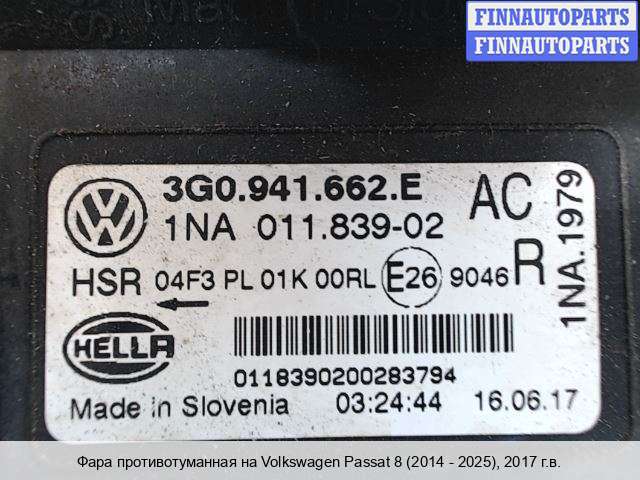 FINNAUTOPARTS
FINNAUTOPARTS
3G0.941.662.E
AC
1NA 011.839-02
HSR 04F3 PL 01K 00RL E26 9046 R
1NA.1979
HELLA
0118390200283794
Made in Slovenia 03:24:44 16.06.17
Фара противотуманная на Volkswagen Passat 8 (2014 - 2025), 2017 г.в.